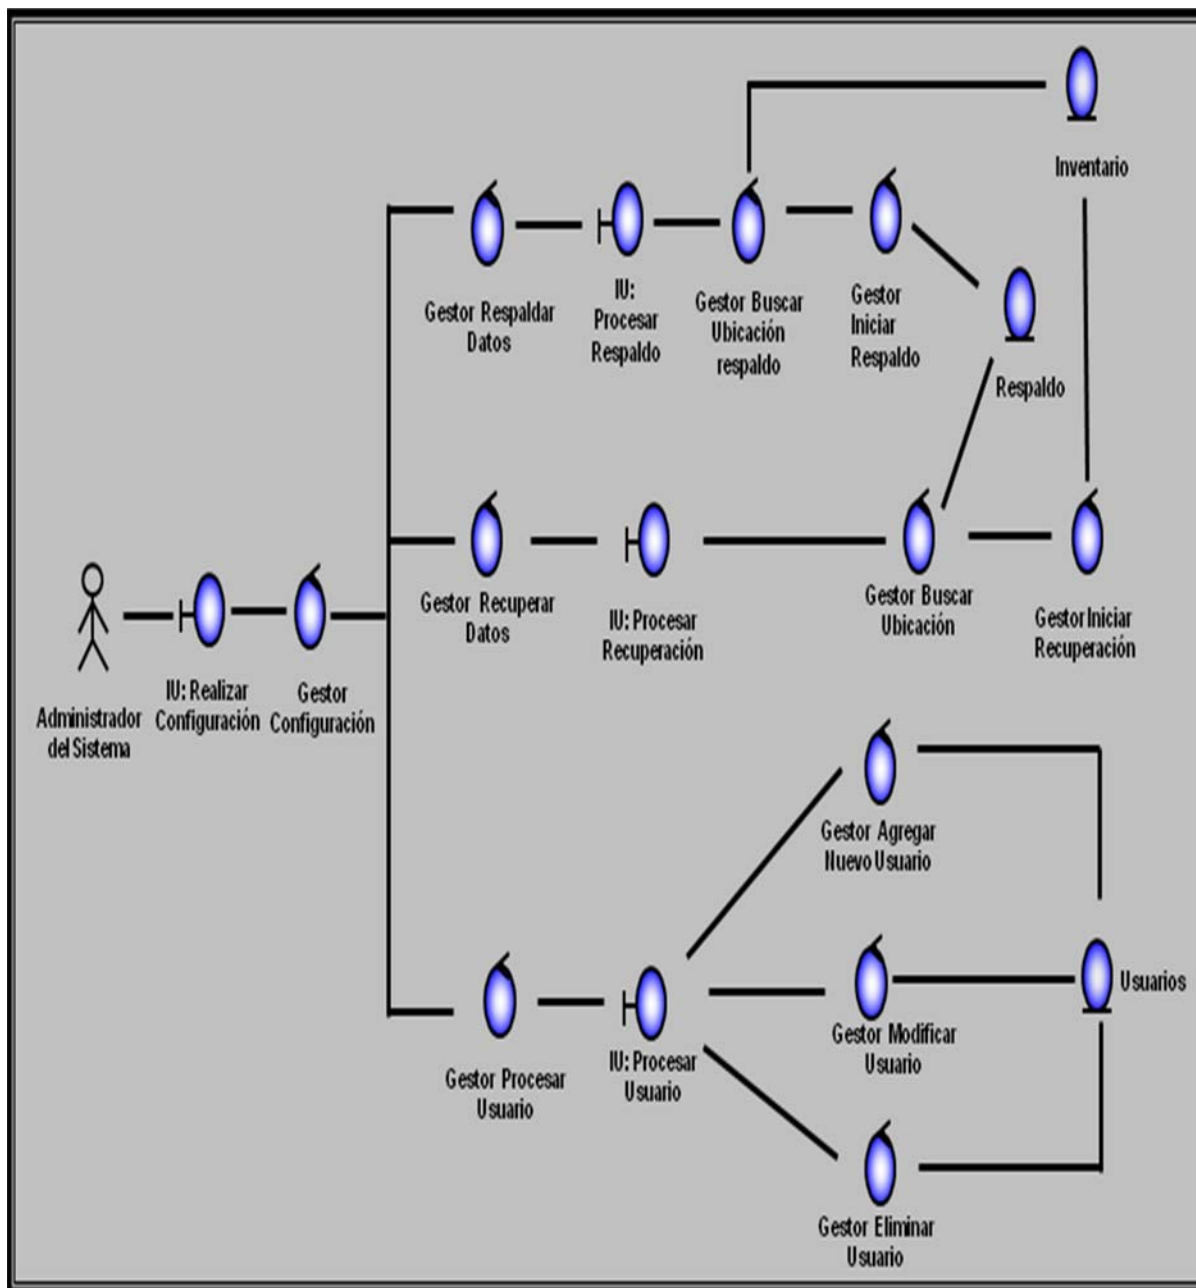 Inventario
Gestor Respaldar
Datos
IU:
Procesar
Respaldo
Gestor Buscar
Ubicación
respaldo
Gestor
Iniciar
Respaldo
Respaldo
Gestor Recuperar
Datos
IU: Procesar
Recuperación
Gestor Buscar
Ubicación
Gestor Iniciar
Recuperación
Administrador
del Sistema
IU: Realizar
Configuración
Gestor
Configuración
Gestor Agregar
Nuevo Usuario
Gestor Modificar
Usuario
Usuarios
Gestor Procesar
Usuario
IU: Procesar
Usuario
Gestor Eliminar
Usuario